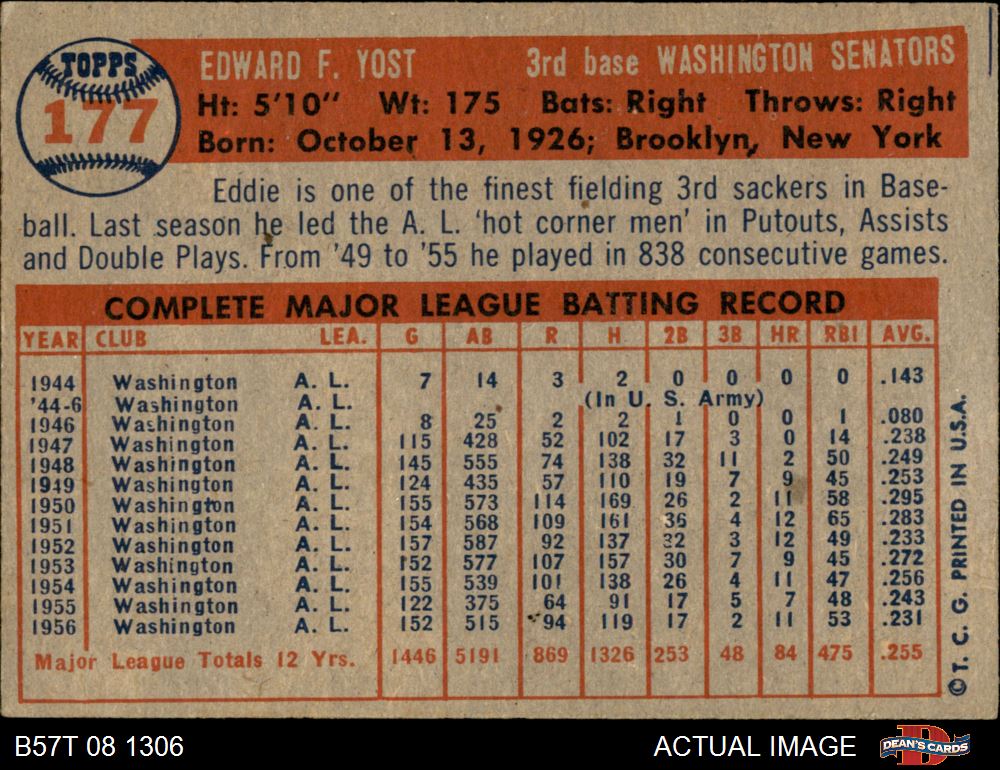 TOPPS
177
EDWARD F. YOST 3rd base WASHINGTON SENATORS
Ht: 5'10" Wt: 175 Bats: Right Throws: Right
Born: October 13, 1926; Brooklyn, New York
Eddie is one of the finest fielding 3rd sackers in Base-
ball. Last season he led the A. L. 'hot corner men' in Putouts, Assists
and Double Plays. From '49 to '55 he played in 838 consecutive games.
COMPLETE MAJOR LEAGUE BATTING RECORD
YEAR CLUB LEA. G AB R H 2B 3B HR RBI AVG.
1944 Washington A. L. 7 14 3 2 0 0 0 0 .143
'44-6 Washington A. L. (In U. S. Army)
1946 Washington A. L. 8 25 2 2 1 0 0 1 .080
1947 Washington A. L. 115 428 52 102 17 3 0 14 .238
1948 Washington A. L. 145 555 74 138 32 11 2 50 .249
1949 Washington A. L. 124 435 57 110 19 7 9 45 .253
1950 Washington A. L. 155 573 114 169 26 2 11 58 .295
1951 Washington A. L. 154 568 109 161 36 4 12 65 .283
1952 Washington A. L. 157 587 92 137 32 3 12 49 .233
1953 Washington A. L. 152 577 107 157 30 7 9 45 .272
1954 Washington A. L. 155 539 101 138 26 4 11 47 .256
1955 Washington A. L. 122 375 64 91 17 5 7 48 .243
1956 Washington A. L. 152 515 94 119 17 2 11 53 .231
Major League Totals 12 Yrs. 1446 5191 869 1326 253 48 84 475 .255
© T. C. G. PRINTED IN U.S.A.
B57T 08 1306 ACTUAL IMAGE DEAN'S CARDS